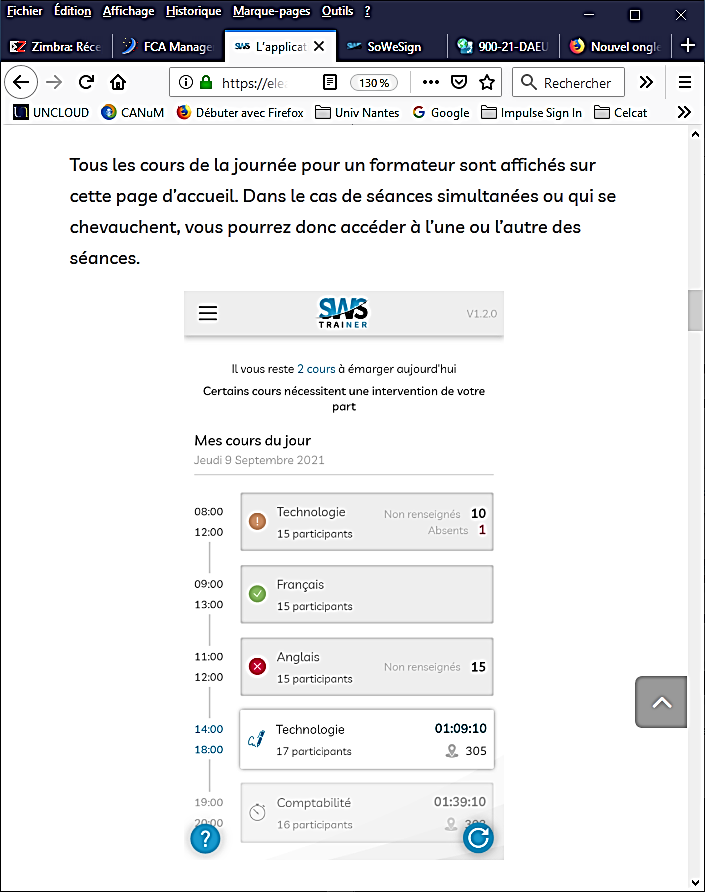 Fichier Édition Affichage Historique Marque-pages Outils ?
Zimbra: Réce FCA Manage SWS L'applicat SoWeSign 900-21-DAEU Nouvel ongle
https://ele 130 % Rechercher
UNCLOUD CANuM Débuter avec Firefox Univ Nantes Google Impulse Sign In Celcat
Tous les cours de la journée pour un formateur sont affichés sur
cette page d'accueil. Dans le cas de séances simultanées ou qui se
chevauchent, vous pourrez donc accéder à l'une ou l'autre des
séances.
SWS
TRAINER
V1.2.0
Il vous reste 2 cours à émarger aujourd'hui
Certains cours nécessitent une intervention de votre
part
Mes cours du jour
Jeudi 9 Septembre 2021
08:00 Technologie Non renseignés 10
12:00 15 participants Absents 1
09:00 Français
13:00 15 participants
11:00 Anglais Non renseignés 15
12:00 15 participants
14:00 Technologie 01:09:10
18:00 17 participants 305
19:00 Comptabilité 01:39:10
20:00 16 participants
?